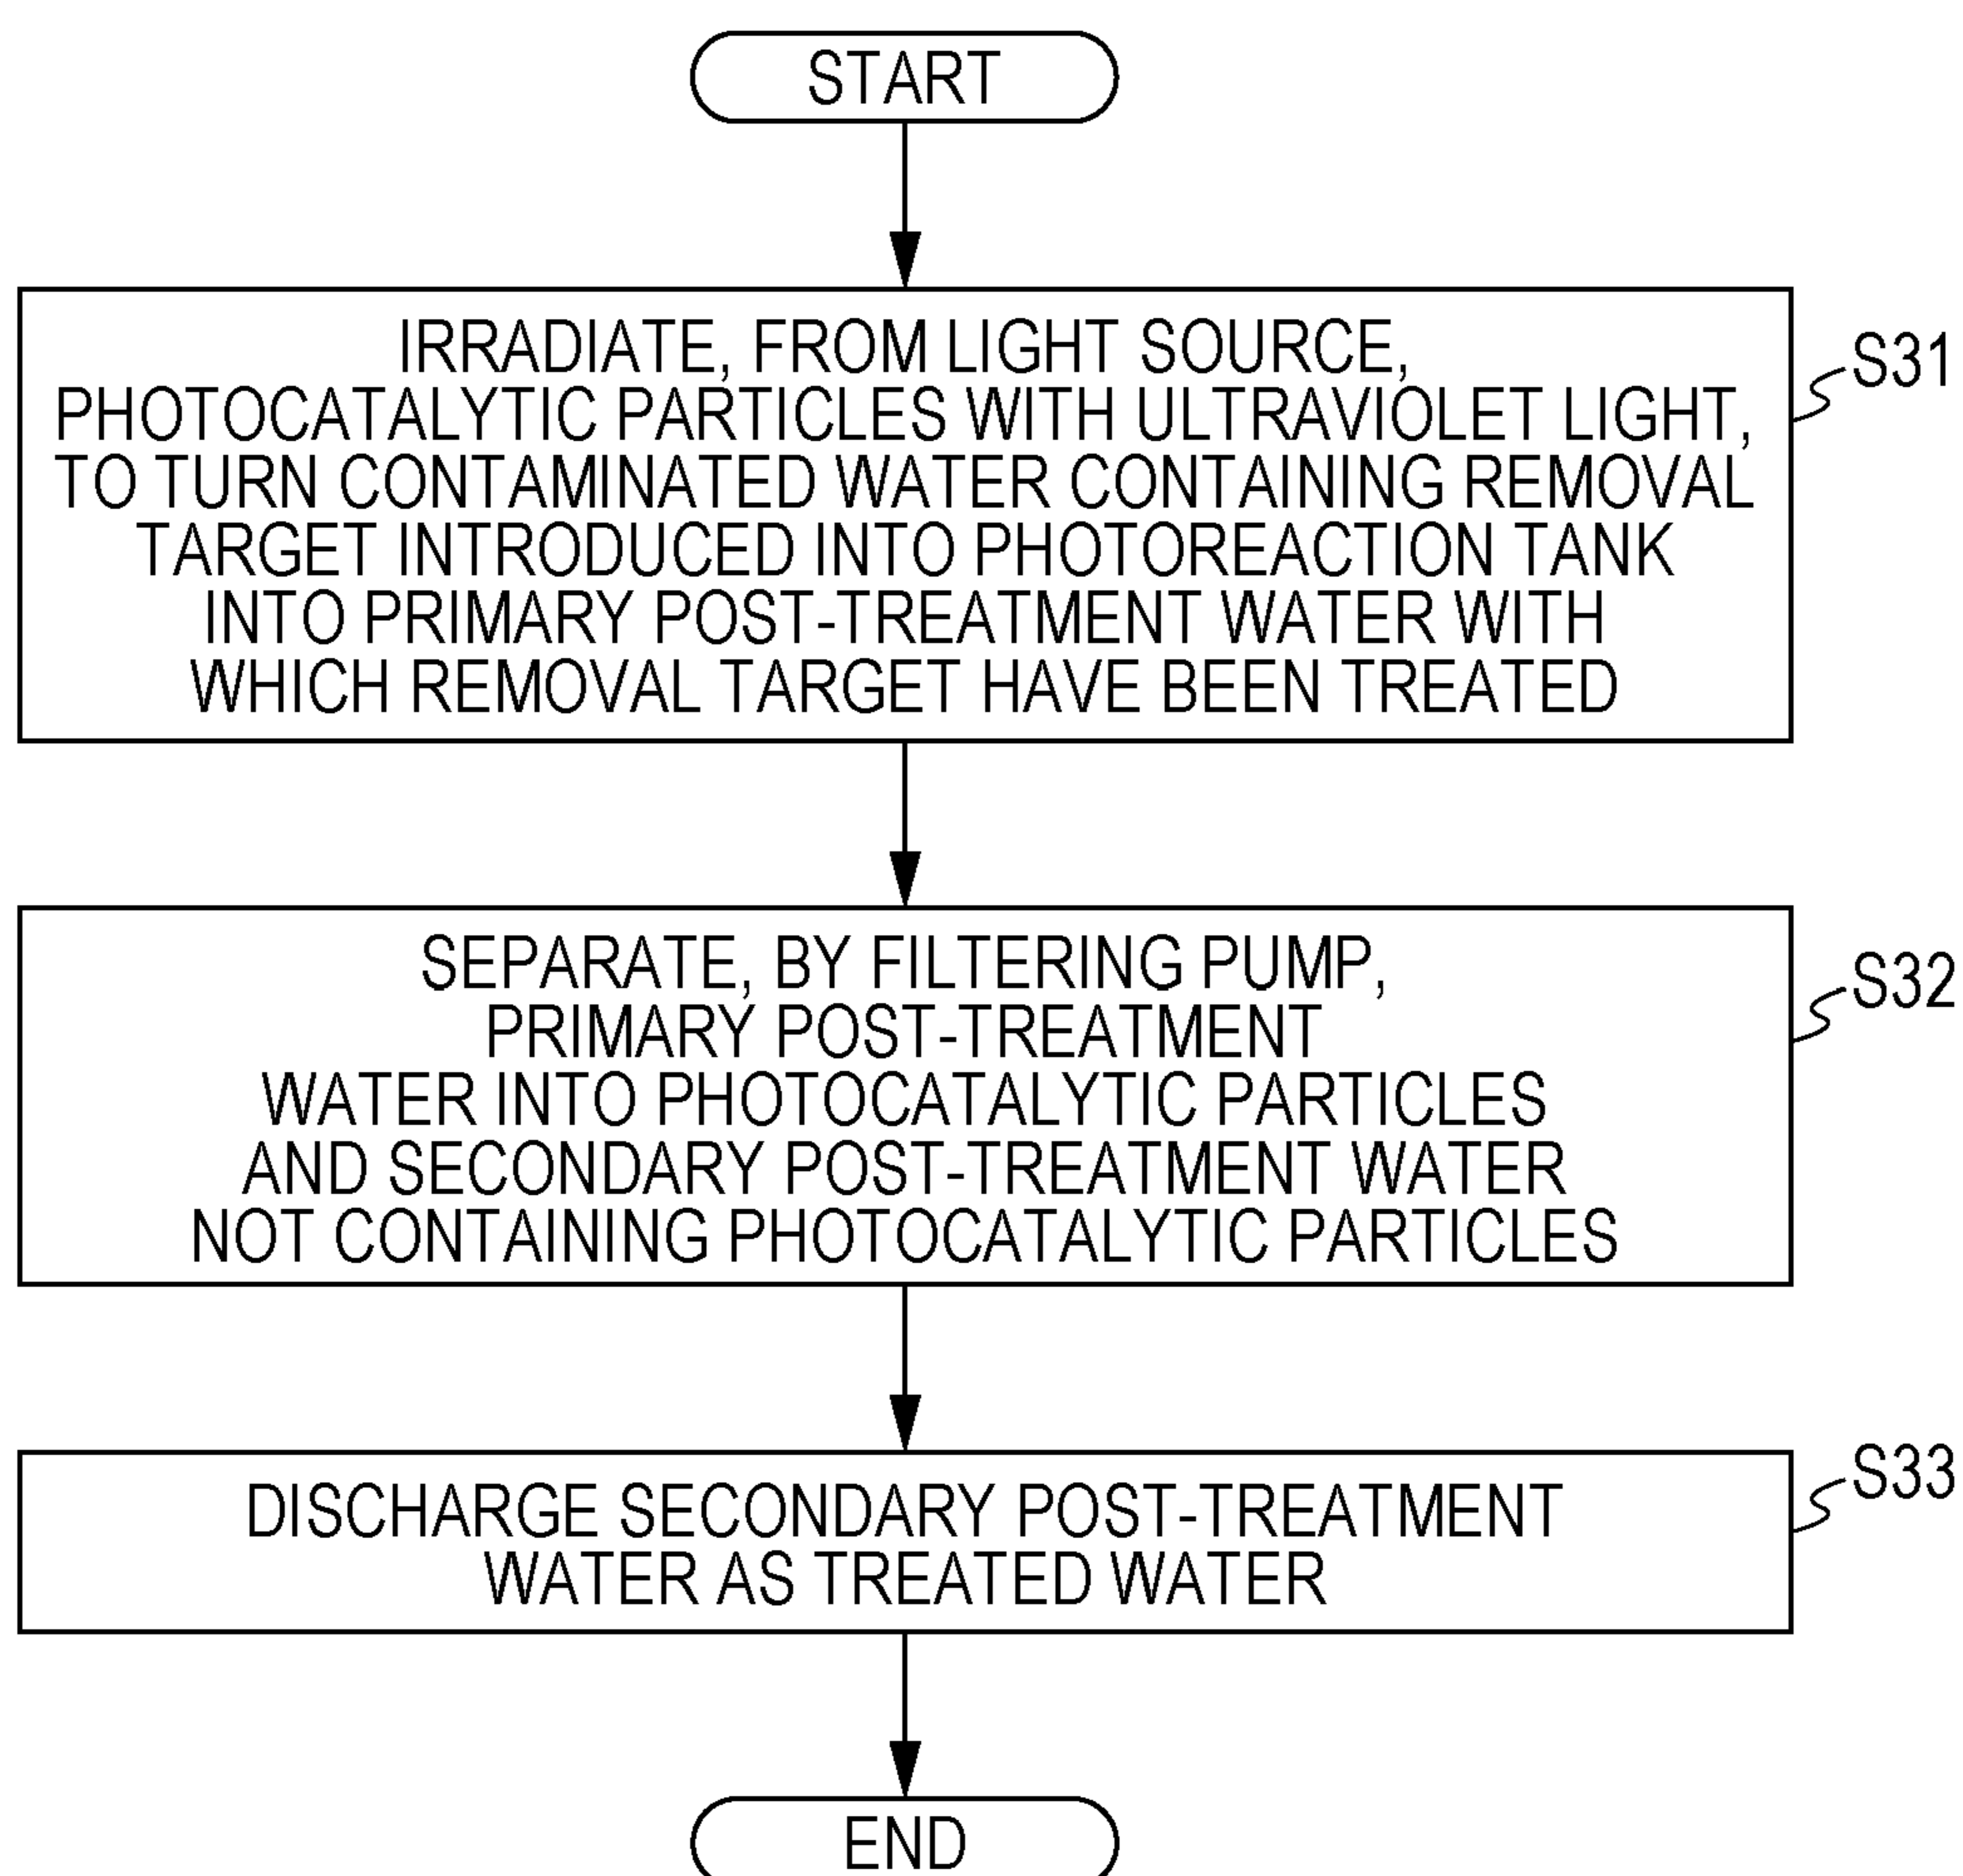 START
IRRADIATE, FROM LIGHT SOURCE,
PHOTOCATALYTIC PARTICLES WITH ULTRAVIOLET LIGHT,
TO TURN CONTAMINATED WATER CONTAINING REMOVAL
TARGET INTRODUCED INTO PHOTOREACTION TANK
INTO PRIMARY POST-TREATMENT WATER WITH
WHICH REMOVAL TARGET HAVE BEEN TREATED
S31
SEPARATE, BY FILTERING PUMP,
PRIMARY POST-TREATMENT
WATER INTO PHOTOCATALYTIC PARTICLES
AND SECONDARY POST-TREATMENT WATER
NOT CONTAINING PHOTOCATALYTIC PARTICLES
S32
DISCHARGE SECONDARY POST-TREATMENT
WATER AS TREATED WATER
S33
END